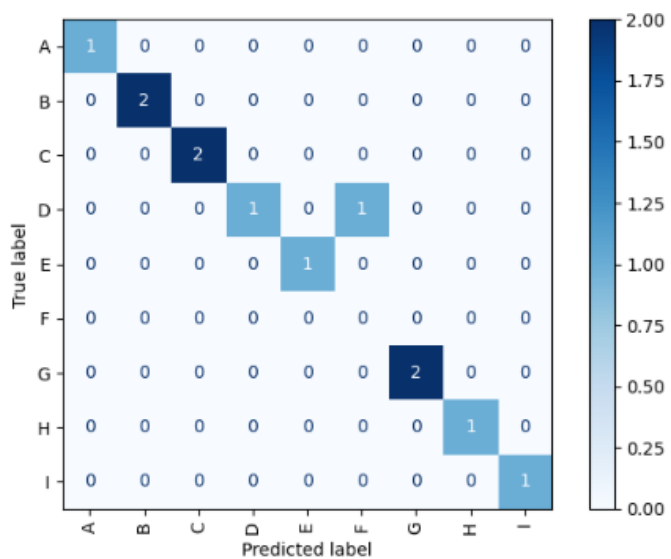 A 1 0 0 0 0 0 0 0 0
B 0 2 0 0 0 0 0 0 0
C 0 0 2 0 0 0 0 0 0
D 0 0 0 1 0 1 0 0 0
E 0 0 0 0 1 0 0 0 0
F 0 0 0 0 0 0 0 0 0
G 0 0 0 0 0 0 2 0 0
H 0 0 0 0 0 0 0 1 0
I 0 0 0 0 0 0 0 0 1
A B C D E F G H I
True label
Predicted label
2.00
1.75
1.50
1.25
1.00
0.75
0.50
0.25
0.00